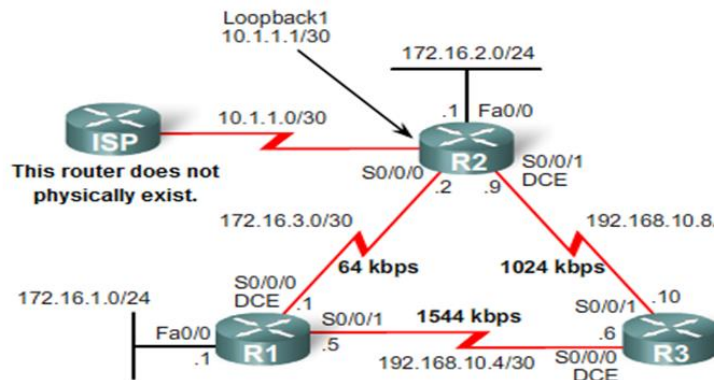 Loopback1
10.1.1.1/30
172.16.2.0/24
.1
Fa0/0
10.1.1.0/30
ISP
R2
This router does not
physically exist.
S0/0/0
S0/0/1
DCE
.2
.9
172.16.3.0/30
192.168.10.8/
64 kbps
1024 kbps
S0/0/0
DCE
.1
172.16.1.0/24
1544 kbps
S0/0/1
.10
Fa0/0
S0/0/1
.6
.1
R1
.5
R3
192.168.10.4/30
S0/0/0
DCE